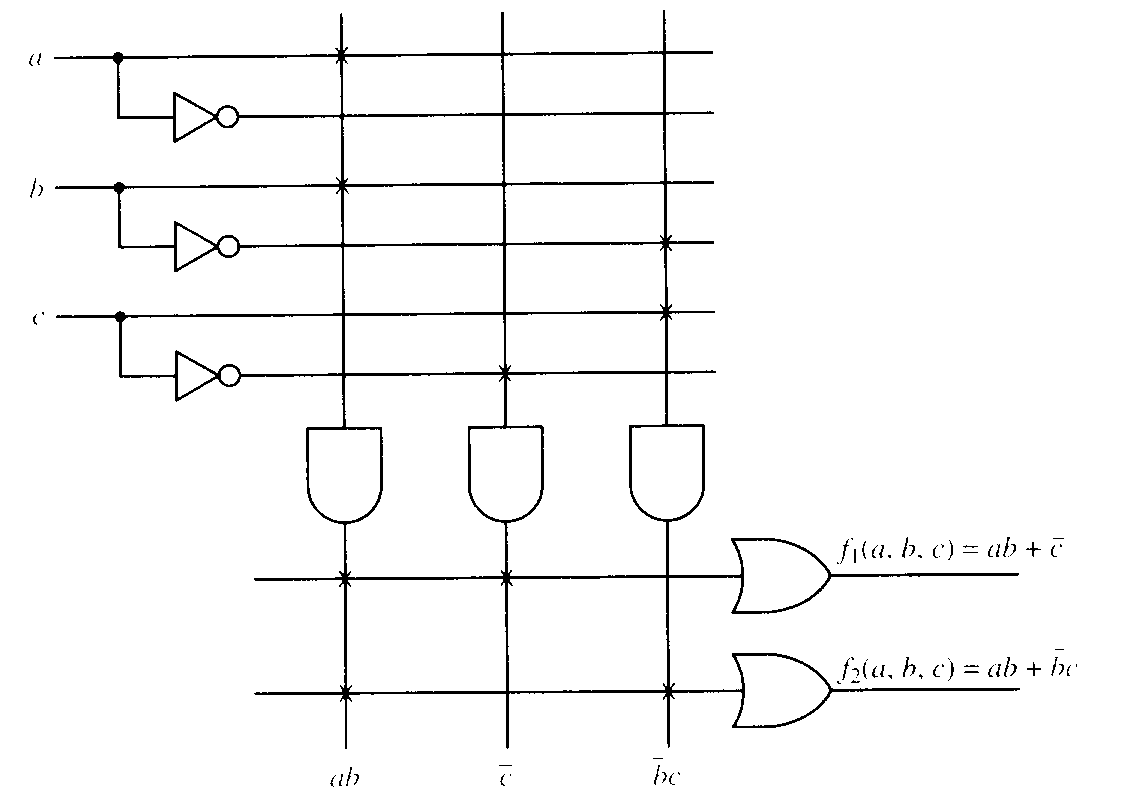 a
b
c
f₁(a, b, c) = ab + c̅
f₂(a, b, c) = ab + b̅c
ab
c̅
b̅c